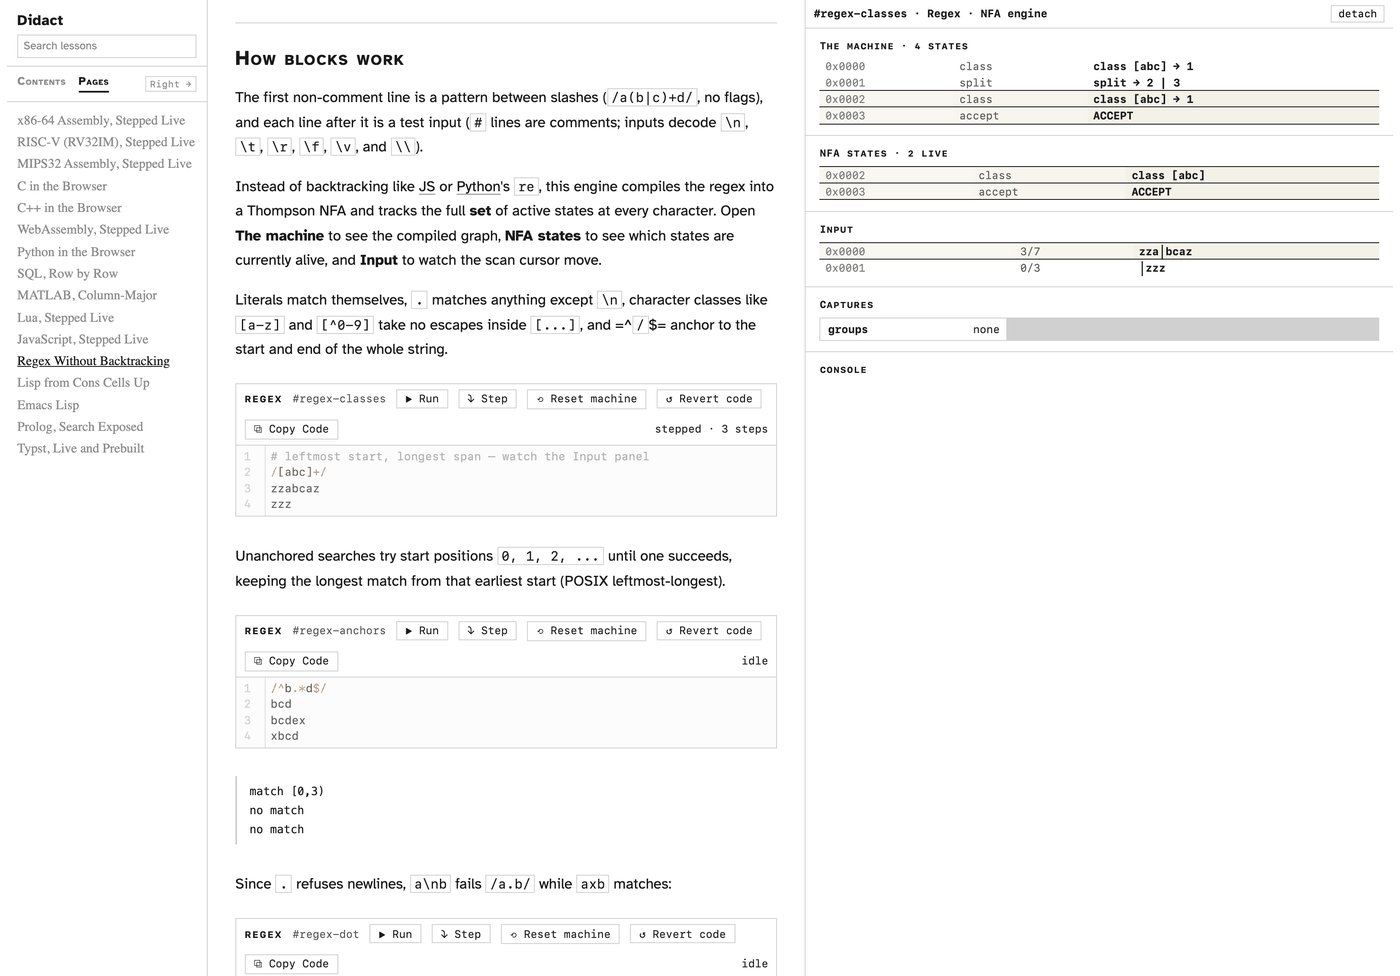 Didact
Search lessons
Contents Pages Right →
x86-64 Assembly, Stepped Live
RISC-V (RV32IM), Stepped Live
MIPS32 Assembly, Stepped Live
C in the Browser
C++ in the Browser
WebAssembly, Stepped Live
Python in the Browser
SQL, Row by Row
MATLAB, Column-Major
Lua, Stepped Live
JavaScript, Stepped Live
Regex Without Backtracking
Lisp from Cons Cells Up
Emacs Lisp
Prolog, Search Exposed
Typst, Live and Prebuilt
How blocks work
The first non-comment line is a pattern between slashes ( /a(b|c)+d/ , no flags),
and each line after it is a test input ( # lines are comments; inputs decode \n ,
\t , \r , \f , \v , and \\ ).
Instead of backtracking like JS or Python's re , this engine compiles the regex into
a Thompson NFA and tracks the full set of active states at every character. Open
The machine to see the compiled graph, NFA states to see which states are
currently alive, and Input to watch the scan cursor move.
Literals match themselves, . matches anything except \n , character classes like
[a-z] and [^0-9] take no escapes inside [...] , and =^ / $= anchor to the
start and end of the whole string.
REGEX #regex-classes ▶ Run ⤵ Step ⟲ Reset machine ↺ Revert code
⧉ Copy Code stepped · 3 steps
1 # leftmost start, longest span — watch the Input panel
2 /[abc]+/
3 zzabcaz
4 zzz
Unanchored searches try start positions 0, 1, 2, ... until one succeeds,
keeping the longest match from that earliest start (POSIX leftmost-longest).
REGEX #regex-anchors ▶ Run ⤵ Step ⟲ Reset machine ↺ Revert code
⧉ Copy Code idle
1 /^b.*d$/
2 bcd
3 bcdex
4 xbcd
match [0,3)
no match
no match
Since . refuses newlines, a\nb fails /a.b/ while axb matches:
REGEX #regex-dot ▶ Run ⤵ Step ⟲ Reset machine ↺ Revert code
⧉ Copy Code idle
#regex-classes · Regex · NFA engine detach
The machine · 4 states
0x0000 class class [abc] → 1
0x0001 split split → 2 | 3
0x0002 class class [abc] → 1
0x0003 accept ACCEPT
NFA states · 2 live
0x0002 class class [abc]
0x0003 accept ACCEPT
Input
0x0000 3/7 zza|bcaz
0x0001 0/3 |zzz
Captures
groups none
Console